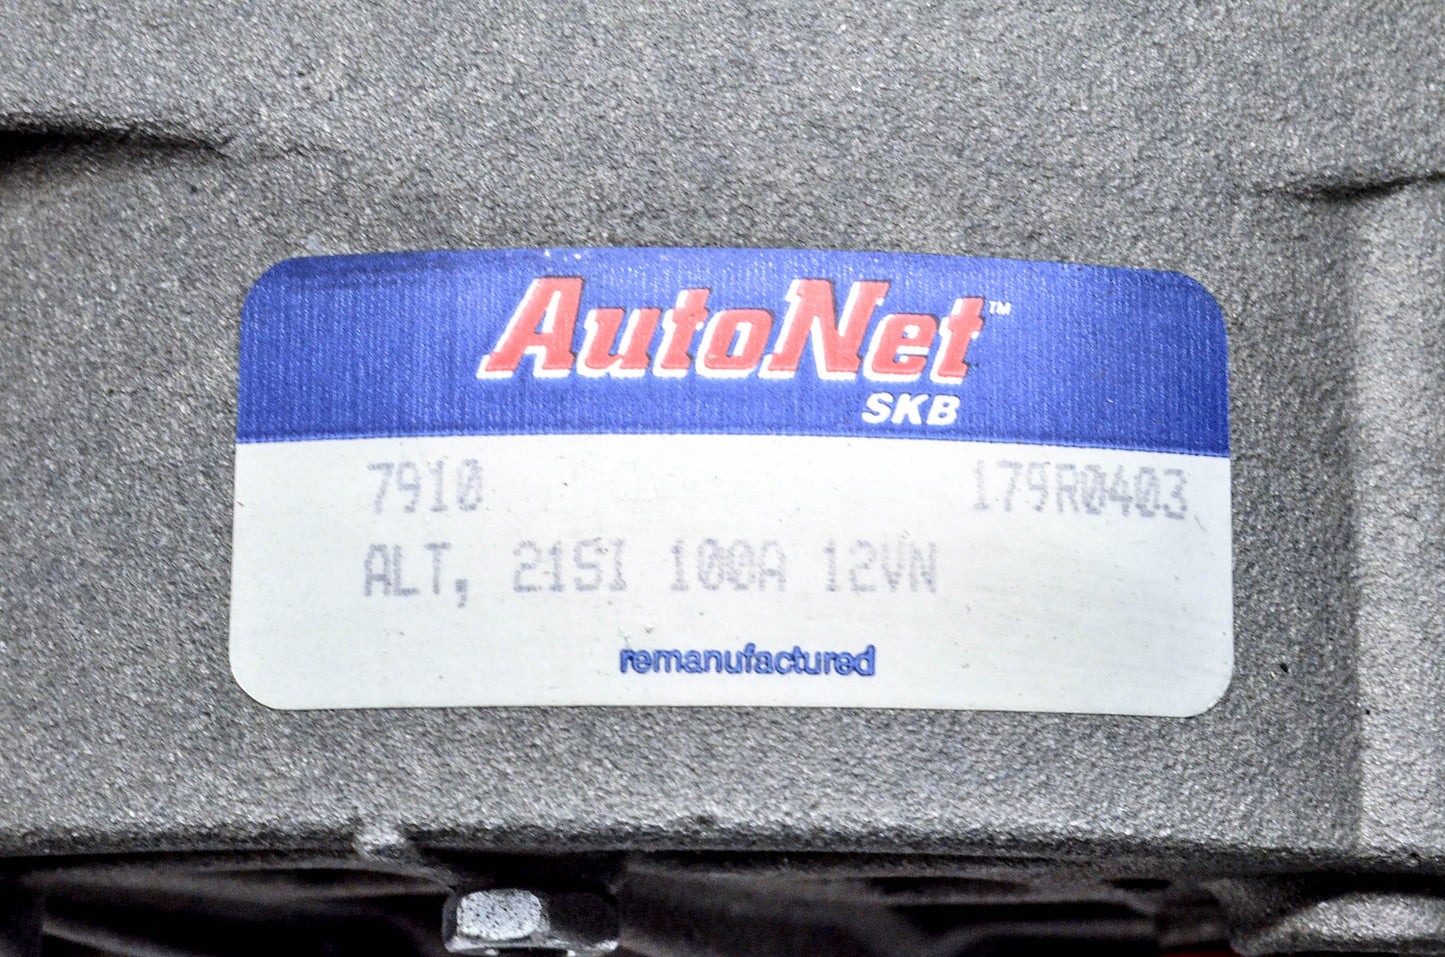 AutoNet™
SKB
7910 179R0403
ALT, 21SI 100A 12VN
remanufactured